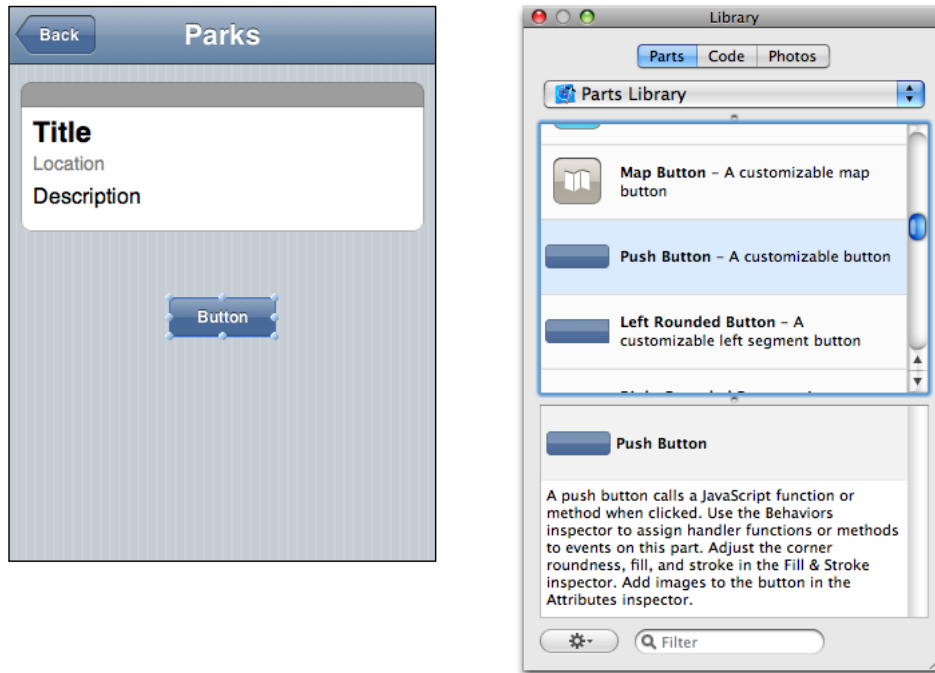 Back
Parks
Title
Location
Description
Button
Library
Parts Code Photos
Parts Library
Map Button – A customizable map
button
Push Button – A customizable button
Left Rounded Button – A
customizable left segment button
Push Button
A push button calls a JavaScript function or
method when clicked. Use the Behaviors
inspector to assign handler functions or methods
to events on this part. Adjust the corner
roundness, fill, and stroke in the Fill & Stroke
inspector. Add images to the button in the
Attributes inspector.
Filter